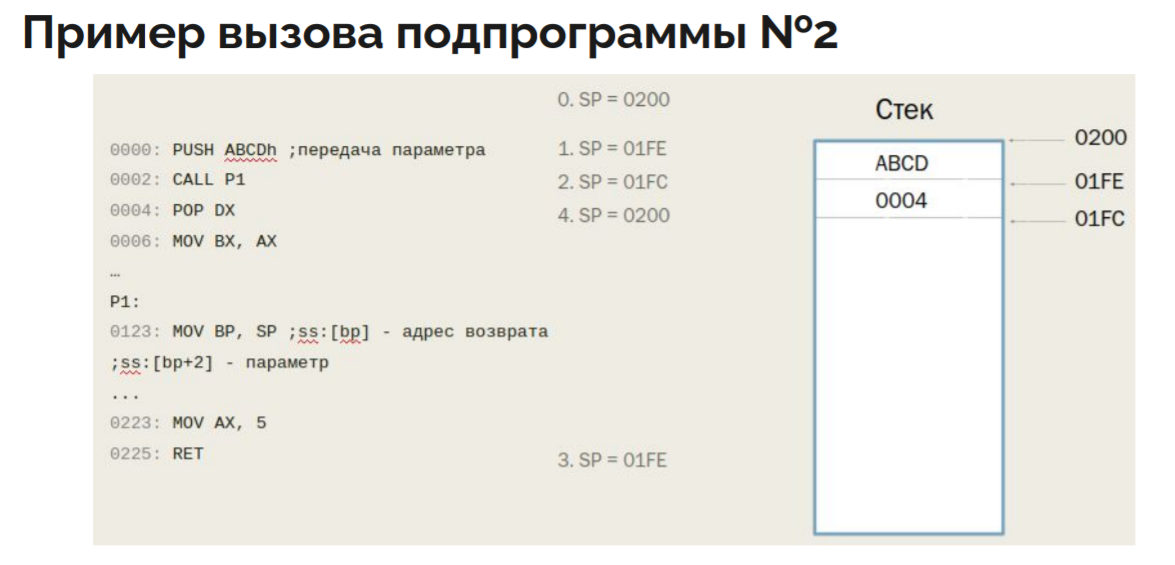 Пример вызова подпрограммы №2
0. SP = 0200
Стек
0000: PUSH ABCDh ;передача параметра
1. SP = 01FE
0200
ABCD
0002: CALL P1
2. SP = 01FC
01FE
0004: POP DX
4. SP = 0200
0004
01FC
0006: MOV BX, AX
…
P1:
0123: MOV BP, SP ;ss:[bp] - адрес возврата
;ss:[bp+2] - параметр
...
0223: MOV AX, 5
0225: RET
3. SP = 01FE